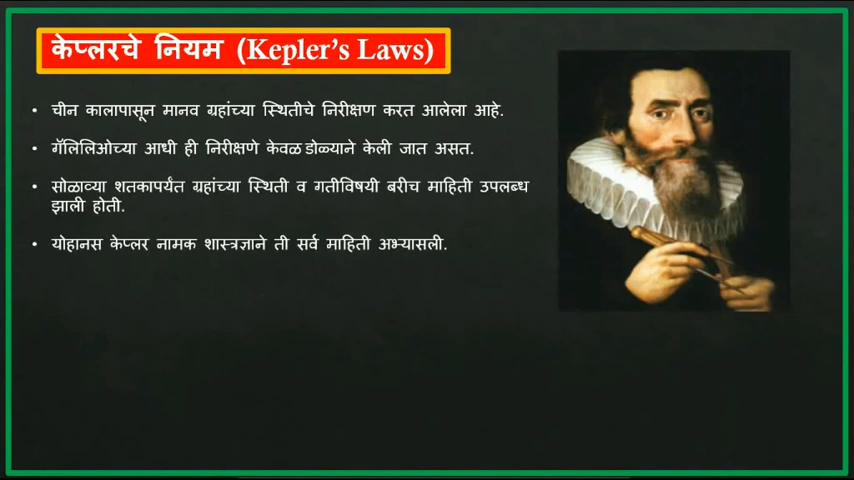 केप्लरचे नियम (Kepler's Laws)
• चीन कालापासून मानव ग्रहांच्या स्थितीचे निरीक्षण करत आलेला आहे.
• गॅलिलिओच्या आधी ही निरीक्षणे केवळ डोळ्याने केली जात असत.
• सोळाव्या शतकापर्यंत ग्रहांच्या स्थिती व गतीविषयी बरीच माहिती उपलब्ध
झाली होती.
• योहानस केप्लर नामक शास्त्रज्ञाने ती सर्व माहिती अभ्यासली.